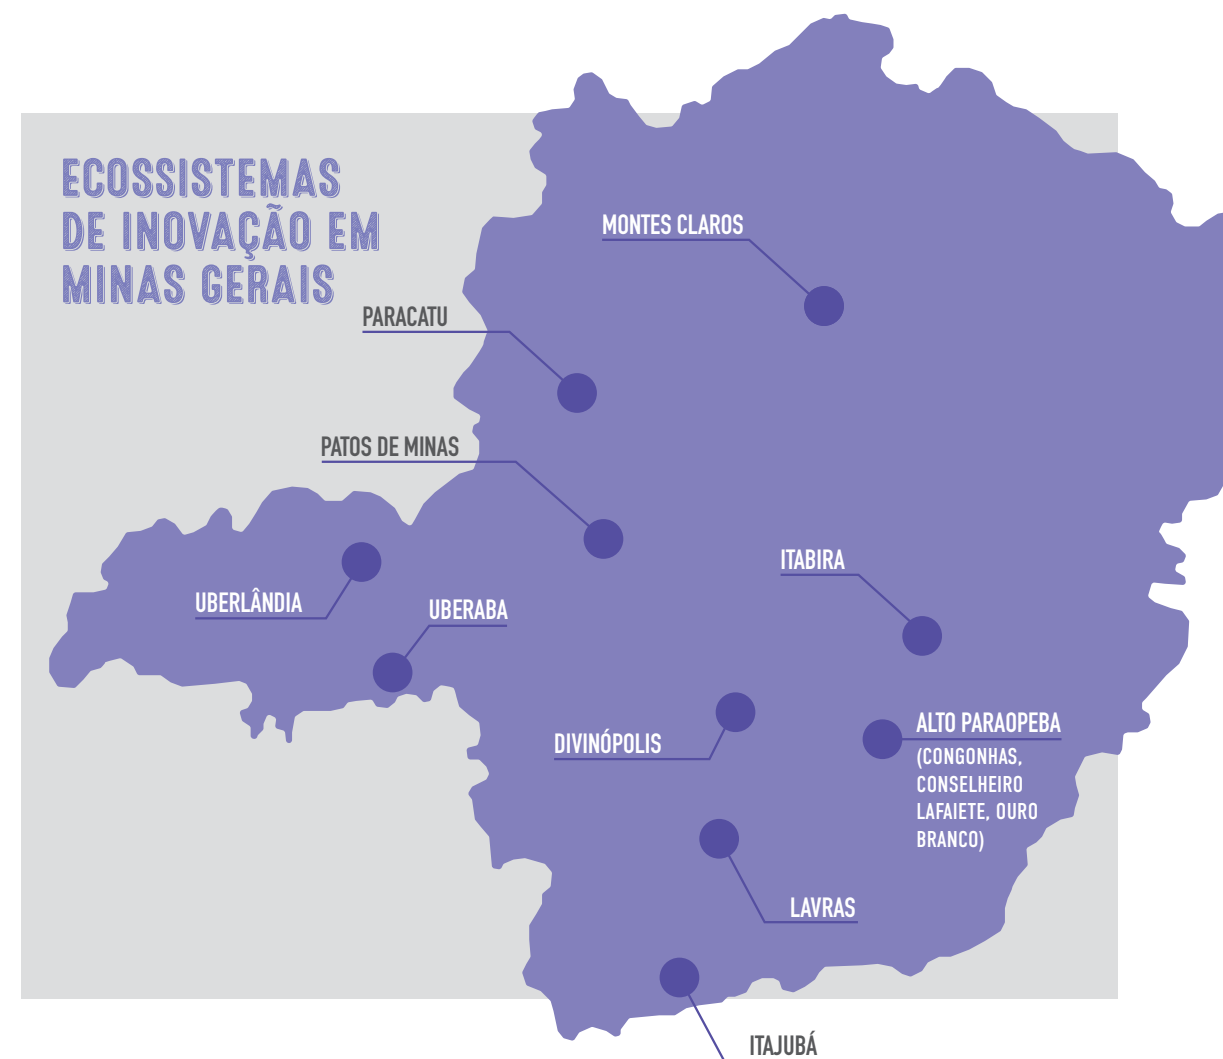 ECOSSISTEMAS
DE INOVAÇÃO EM
MINAS GERAIS
MONTES CLAROS
PARACATU
PATOS DE MINAS
ITABIRA
UBERLÂNDIA
UBERABA
DIVINÓPOLIS
ALTO PARAOPEBA
(CONGONHAS,
CONSELHEIRO
LAFAIETE, OURO
BRANCO)
LAVRAS
ITAJUBÁ